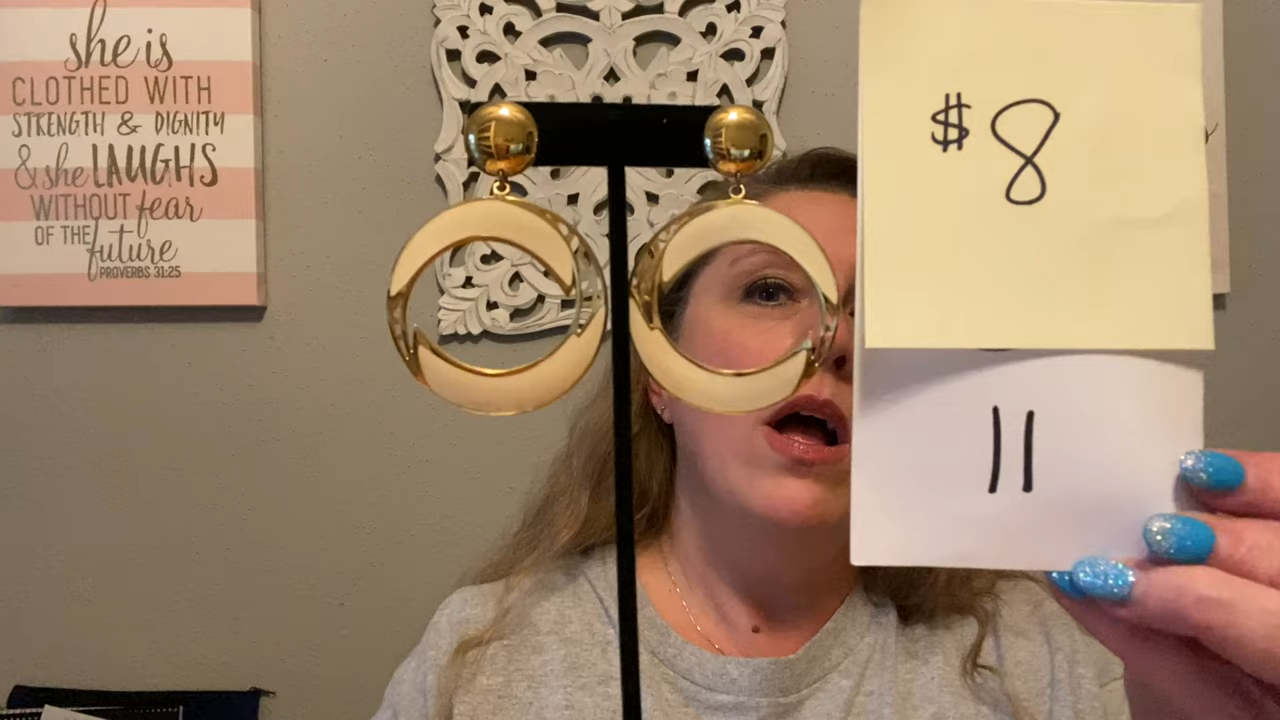 she is
CLOTHED WITH
STRENGTH & DIGNITY
& she LAUGHS
WITHOUT fear
OF THE future
PROVERBS 31:25
$8
11